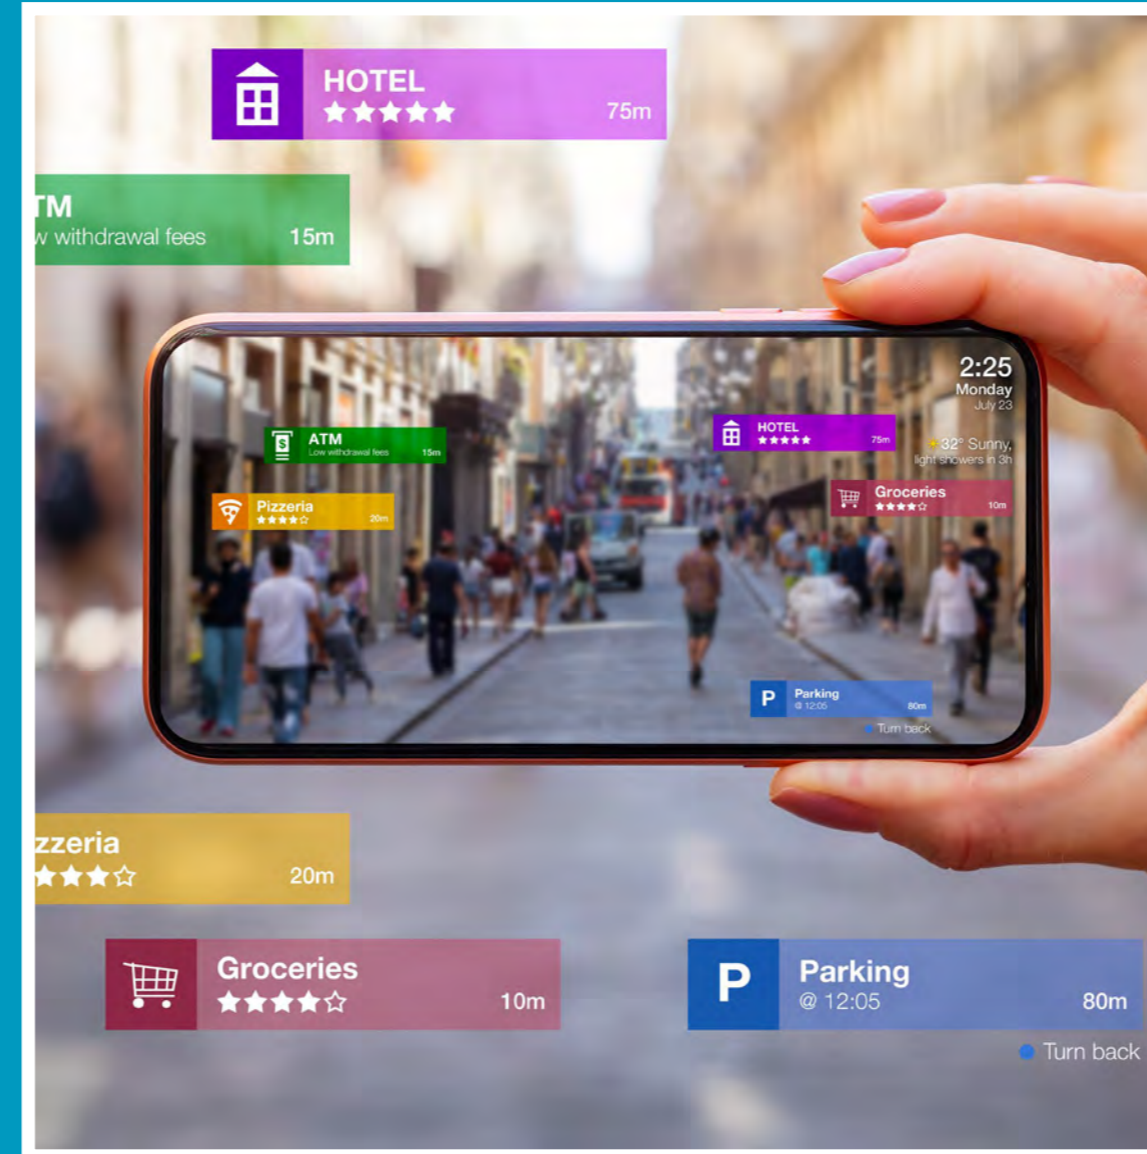 HOTEL
75m
TM
w withdrawal fees 15m
2:25
Monday
July 23
32° Sunny,
light showers in 3h
ATM
Low withdrawal fees 15m
HOTEL
75m
Pizzeria
20m
Groceries
10m
P Parking
@ 12:05 80m
Turn back
zzeria
20m
Groceries
10m
P Parking
@ 12:05 80m
Turn back